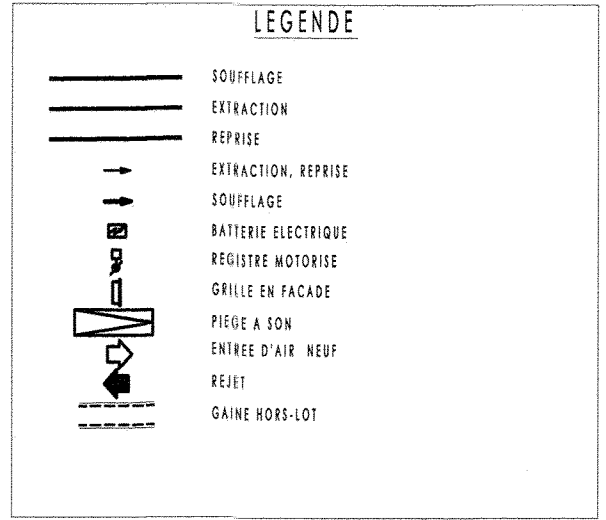 LEGENDE
SOUFFLAGE
EXTRACTION
REPRISE
EXTRACTION, REPRISE
SOUFFLAGE
BATTERIE ELECTRIQUE
REGISTRE MOTORISE
GRILLE EN FACADE
PIEGE A SON
ENTREE D'AIR NEUF
REJET
GAINE HORS-LOT